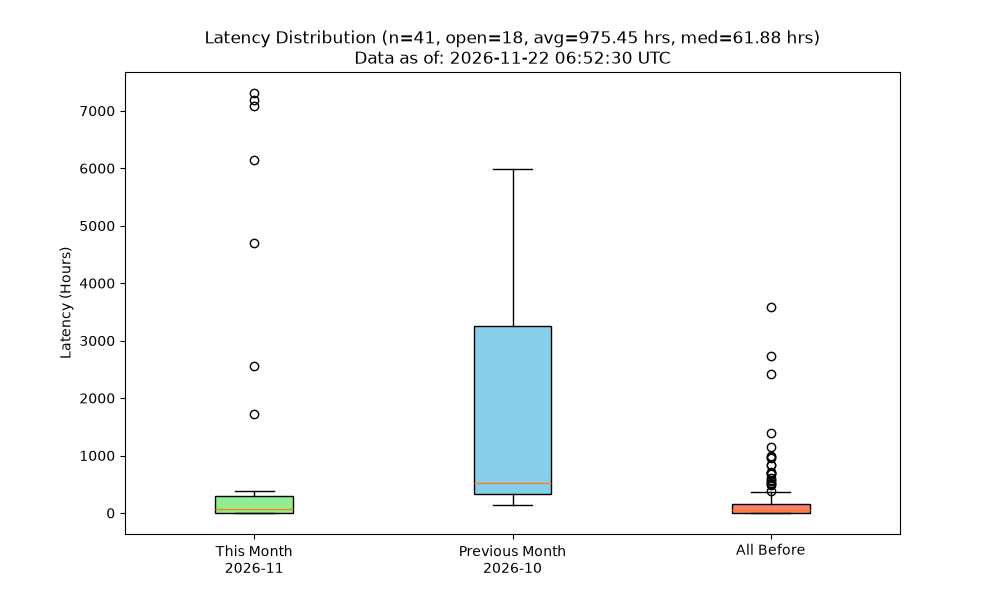 Latency Distribution (n=41, open=18, avg=975.45 hrs, med=61.88 hrs)
Data as of: 2026-11-22 06:52:30 UTC
Latency (Hours)
7000
6000
5000
4000
3000
2000
1000
0
This Month
2026-11
Previous Month
2026-10
All Before